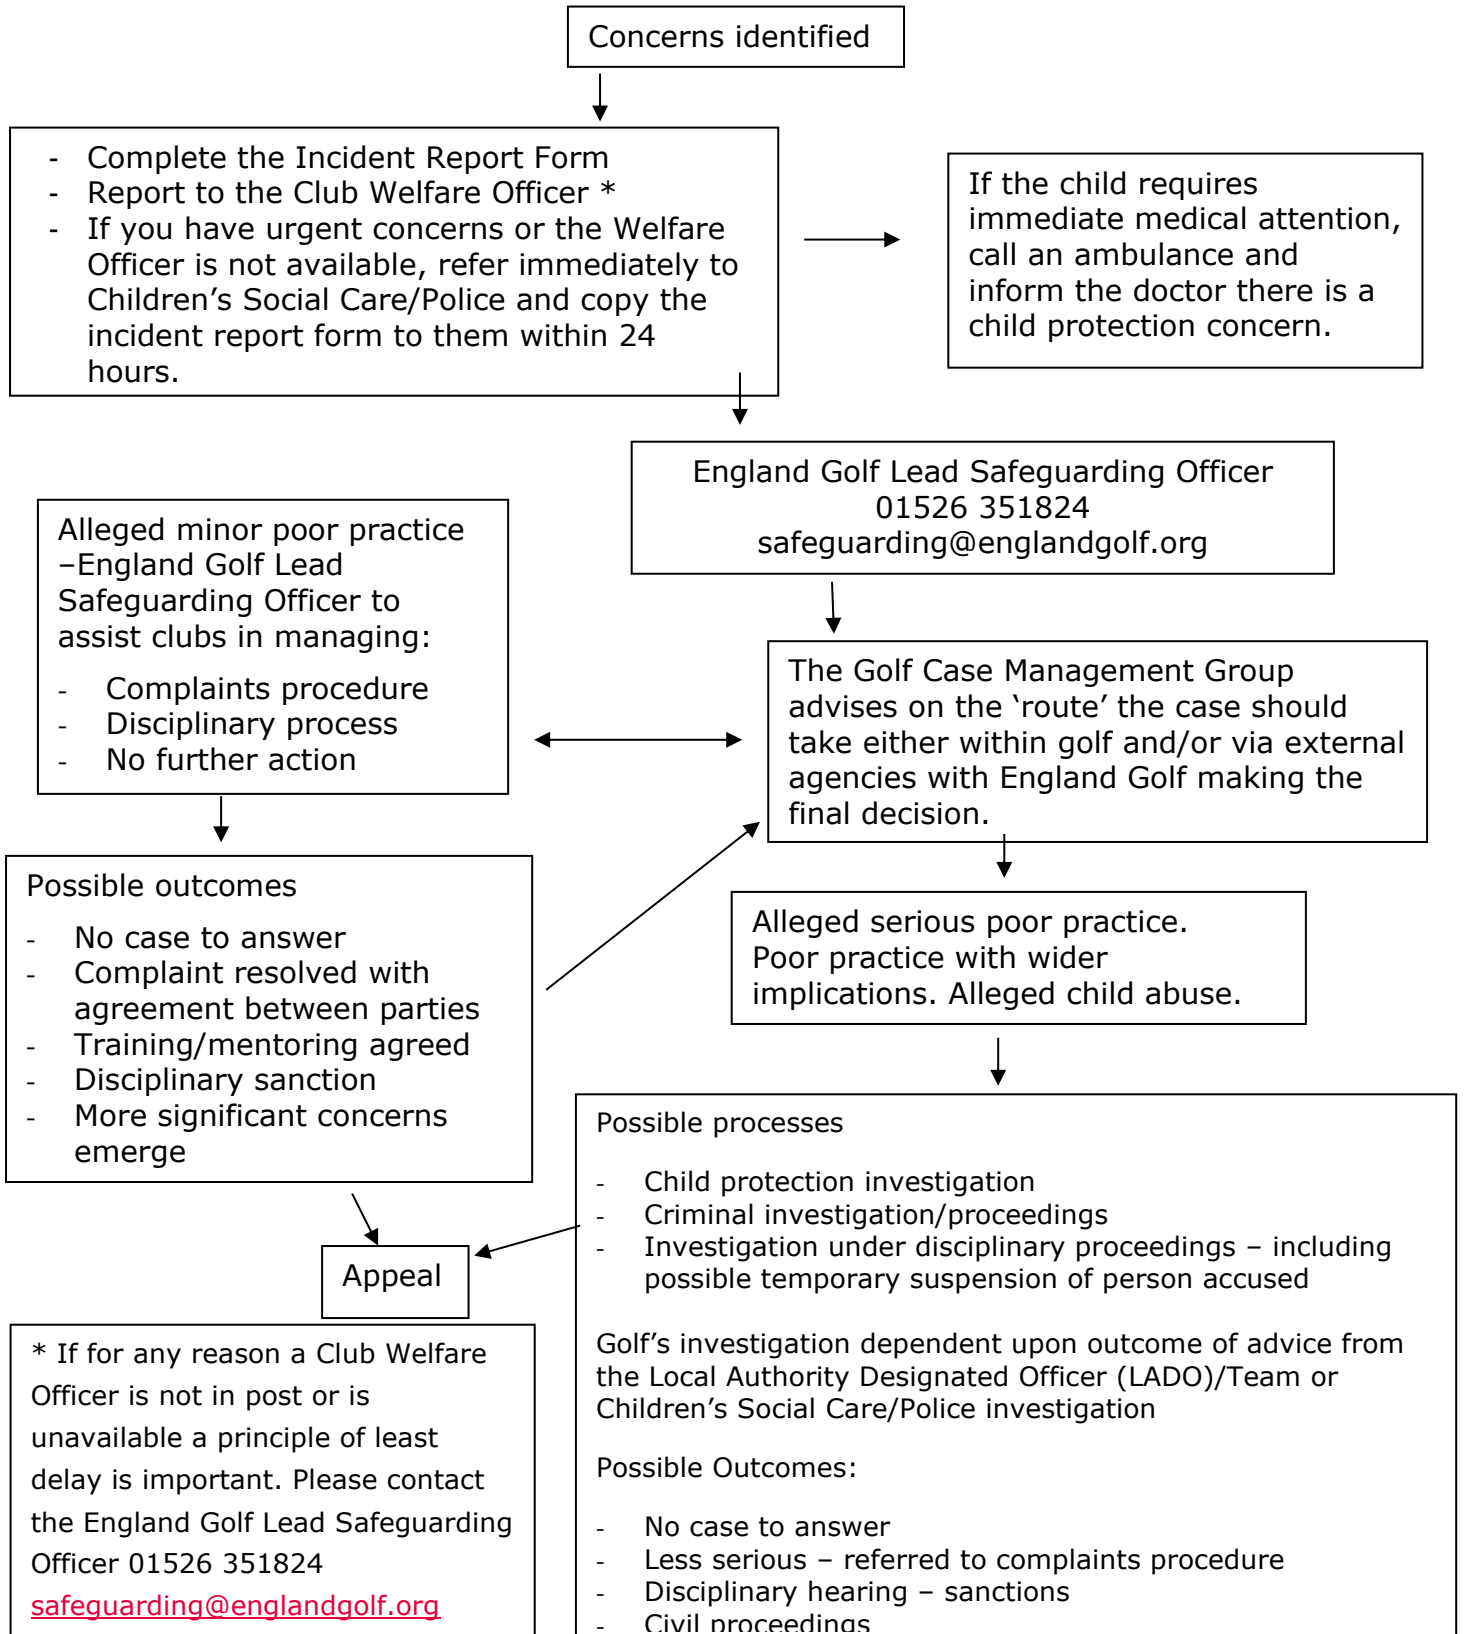 Concerns identified
- Complete the Incident Report Form
- Report to the Club Welfare Officer *
- If you have urgent concerns or the Welfare
Officer is not available, refer immediately to
Children’s Social Care/Police and copy the
incident report form to them within 24
hours.
If the child requires
immediate medical attention,
call an ambulance and
inform the doctor there is a
child protection concern.
England Golf Lead Safeguarding Officer
01526 351824
safeguarding@englandgolf.org
Alleged minor poor practice
–England Golf Lead
Safeguarding Officer to
assist clubs in managing:
- Complaints procedure
- Disciplinary process
- No further action
The Golf Case Management Group
advises on the ‘route’ the case should
take either within golf and/or via external
agencies with England Golf making the
final decision.
Possible outcomes
- No case to answer
- Complaint resolved with
agreement between parties
- Training/mentoring agreed
- Disciplinary sanction
- More significant concerns
emerge
Alleged serious poor practice.
Poor practice with wider
implications. Alleged child abuse.
Possible processes
- Child protection investigation
- Criminal investigation/proceedings
- Investigation under disciplinary proceedings – including
possible temporary suspension of person accused
Golf’s investigation dependent upon outcome of advice from
the Local Authority Designated Officer (LADO)/Team or
Children’s Social Care/Police investigation
Possible Outcomes:
- No case to answer
- Less serious – referred to complaints procedure
- Disciplinary hearing – sanctions
- Civil proceedings
Appeal
* If for any reason a Club Welfare
Officer is not in post or is
unavailable a principle of least
delay is important. Please contact
the England Golf Lead Safeguarding
Officer 01526 351824
safeguarding@englandgolf.org